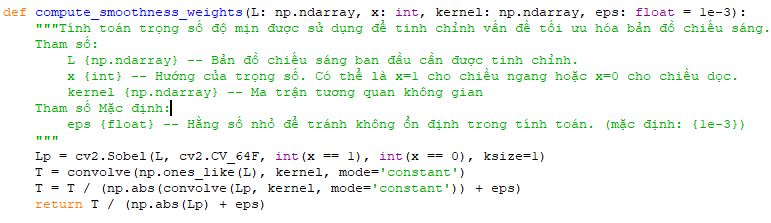 def compute_smoothness_weights(L: np.ndarray, x: int, kernel: np.ndarray, eps: float = 1e-3):
    """Tính toán trọng số độ mịn được sử dụng để tinh chỉnh vấn đề tối ưu hóa bản đồ chiếu sáng.
    Tham số:
        L {np.ndarray} -- Bản đồ chiếu sáng ban đầu cần được tinh chỉnh.
        x {int} -- Hướng của trọng số. Có thể là x=1 cho chiều ngang hoặc x=0 cho chiều dọc.
        kernel {np.ndarray} -- Ma trận tương quan không gian
    Tham số Mặc định:
        eps {float} -- Hằng số nhỏ để tránh không ổn định trong tính toán. (mặc định: {1e-3})
    """
    Lp = cv2.Sobel(L, cv2.CV_64F, int(x == 1), int(x == 0), ksize=1)
    T = convolve(np.ones_like(L), kernel, mode='constant')
    T = T / (np.abs(convolve(Lp, kernel, mode='constant')) + eps)
    return T / (np.abs(Lp) + eps)